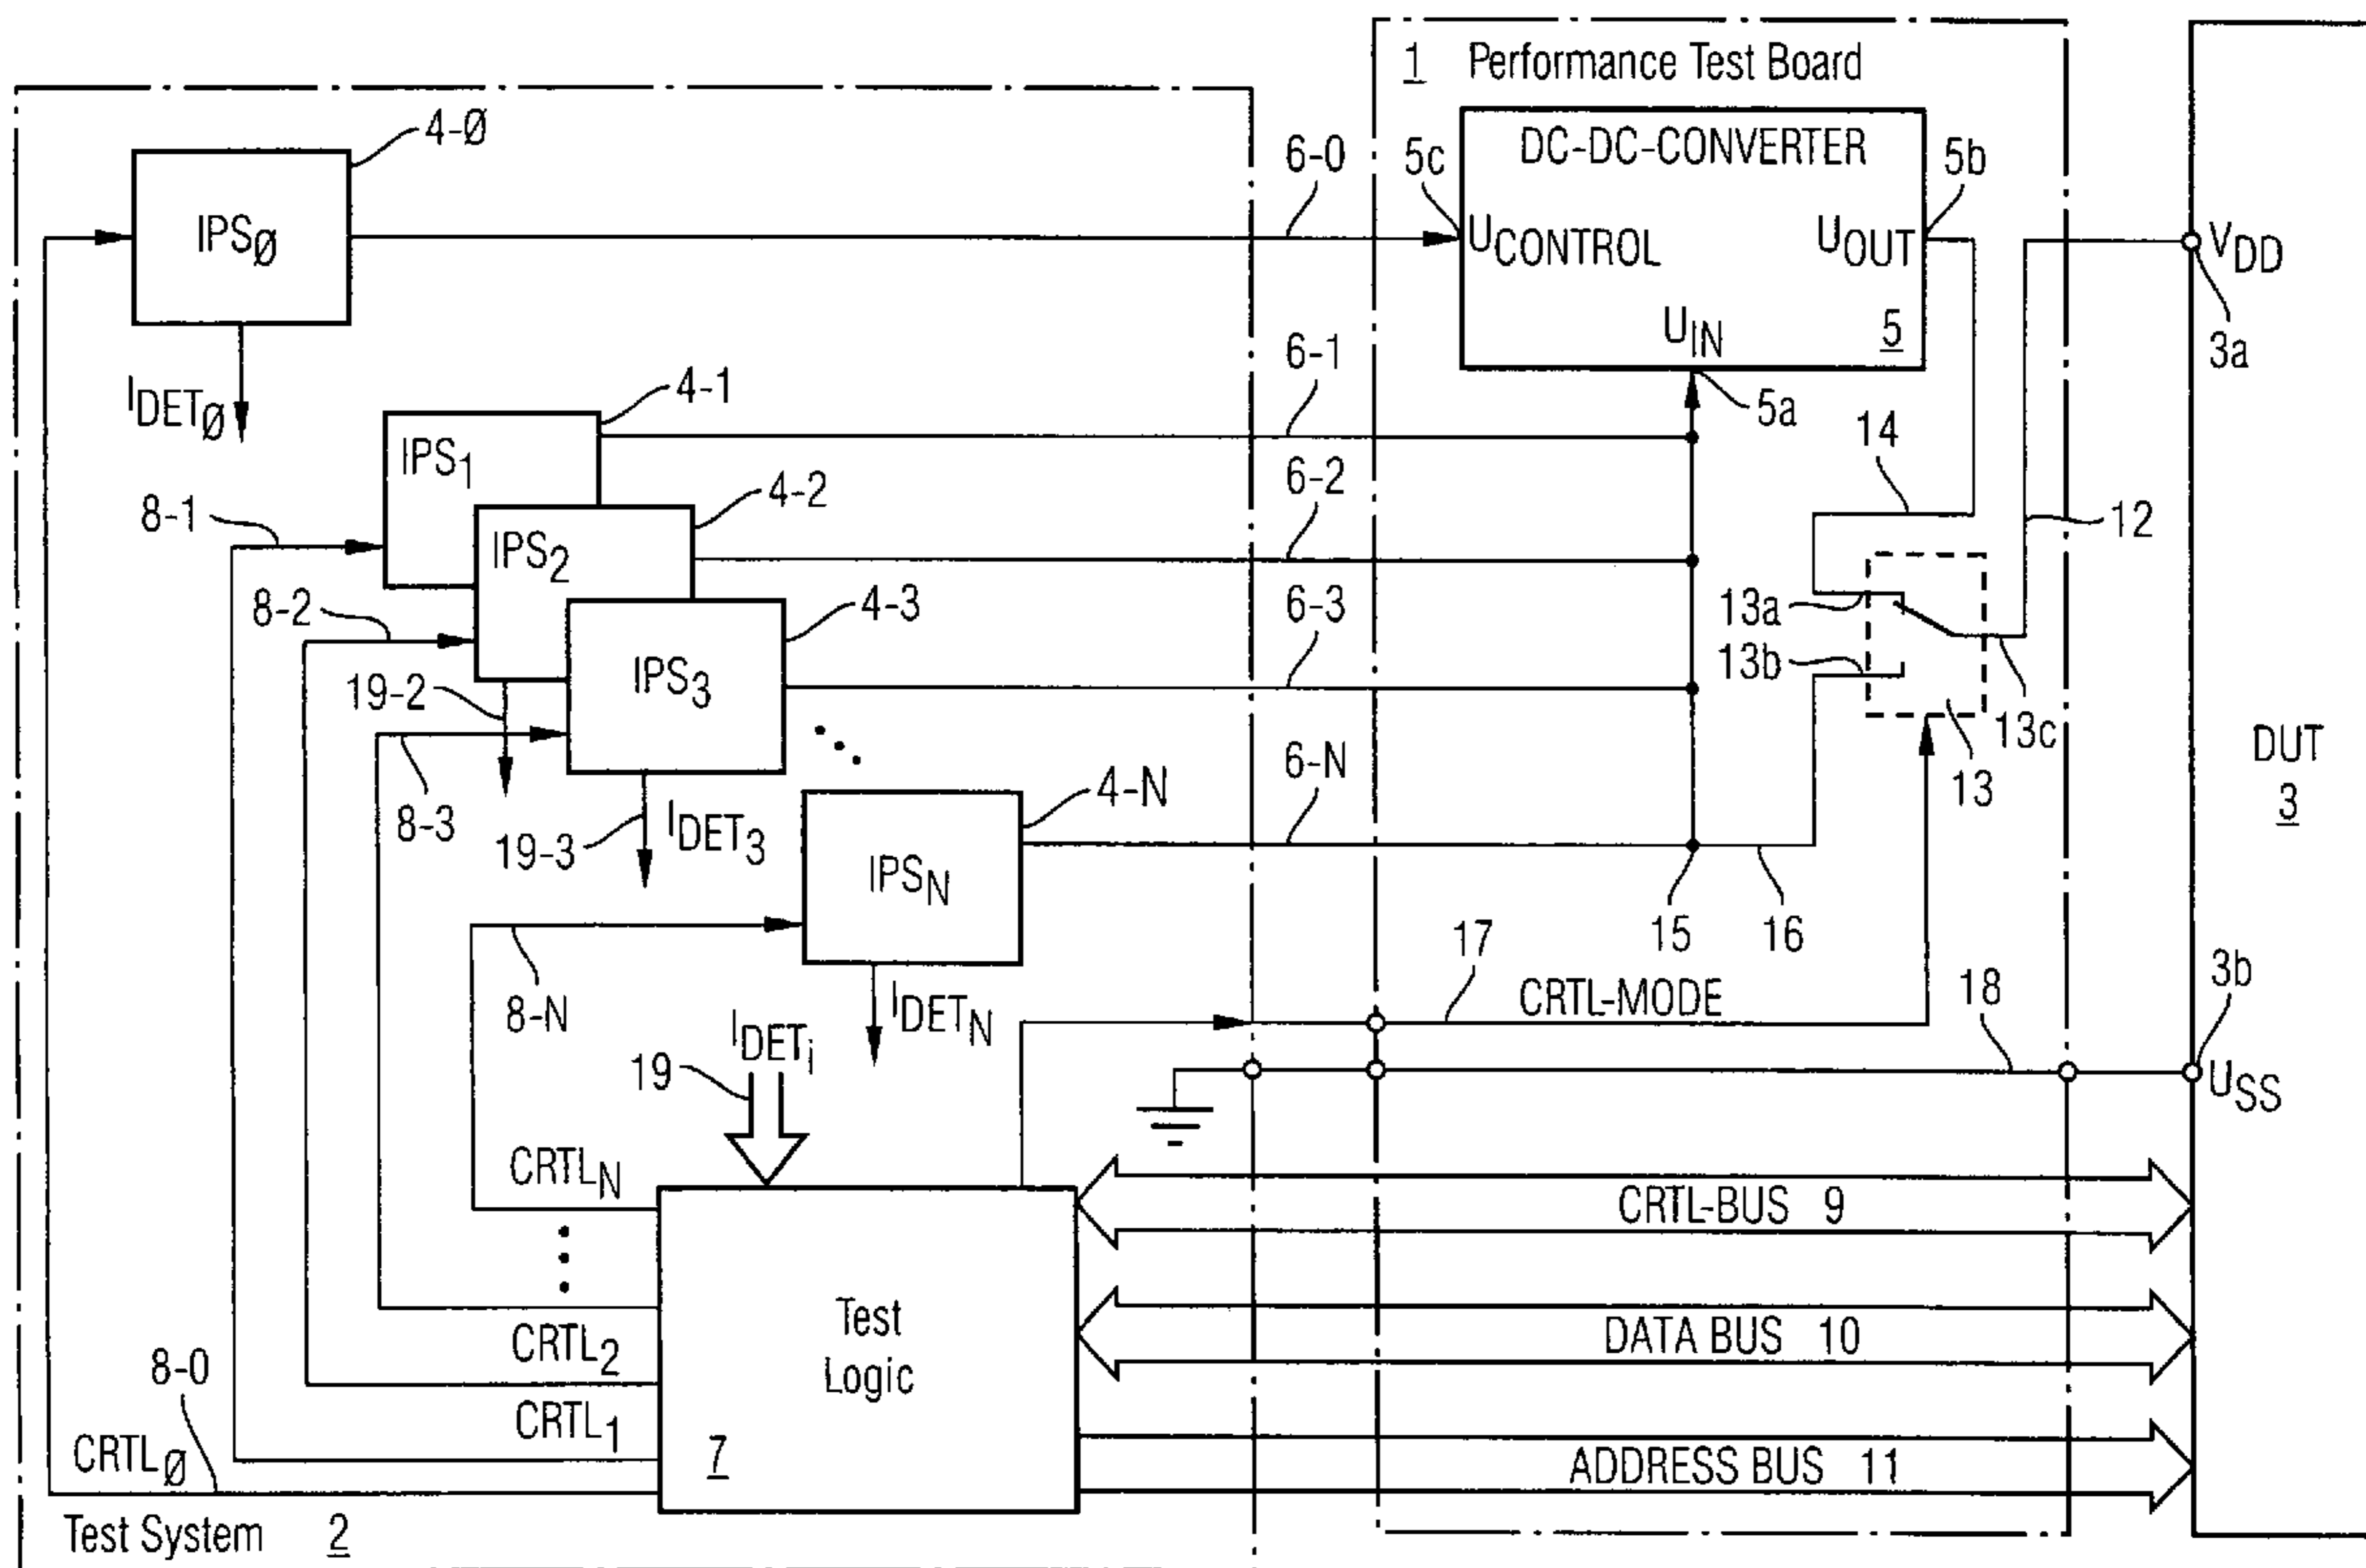 1 Performance Test Board
4-Ø
DC-DC-CONVERTER
6-0
5c
5b
IPSØ
UCONTROL
UOUT
VDD
UIN
5
3a
6-1
IDETØ
4-1
5a
IPS1
14
6-2
4-2
8-1
12
IPS2
8-2
4-3
6-3
13a
13b
19-2
IPS3
13c
DUT
3
6-N
13
4-N
8-3
19-3
IDET3
IPSN
15
16
17
3b
8-N
IDETN
CRTL-MODE
18
IDETi
19
USS
CRTLN
CRTL-BUS 9
Test
Logic
DATA BUS 10
CRTL2
8-0
CRTL1
CRTLØ
7
ADDRESS BUS 11
Test System 2